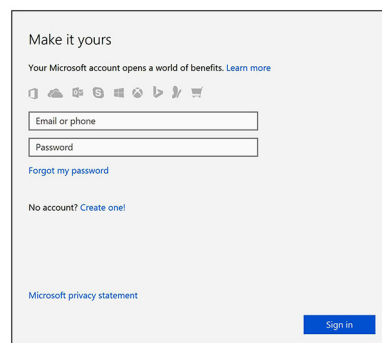 Make it yours
Your Microsoft account opens a world of benefits. Learn more
Email or phone
Password
Forgot my password
No account? Create one!
Microsoft privacy statement
Sign in